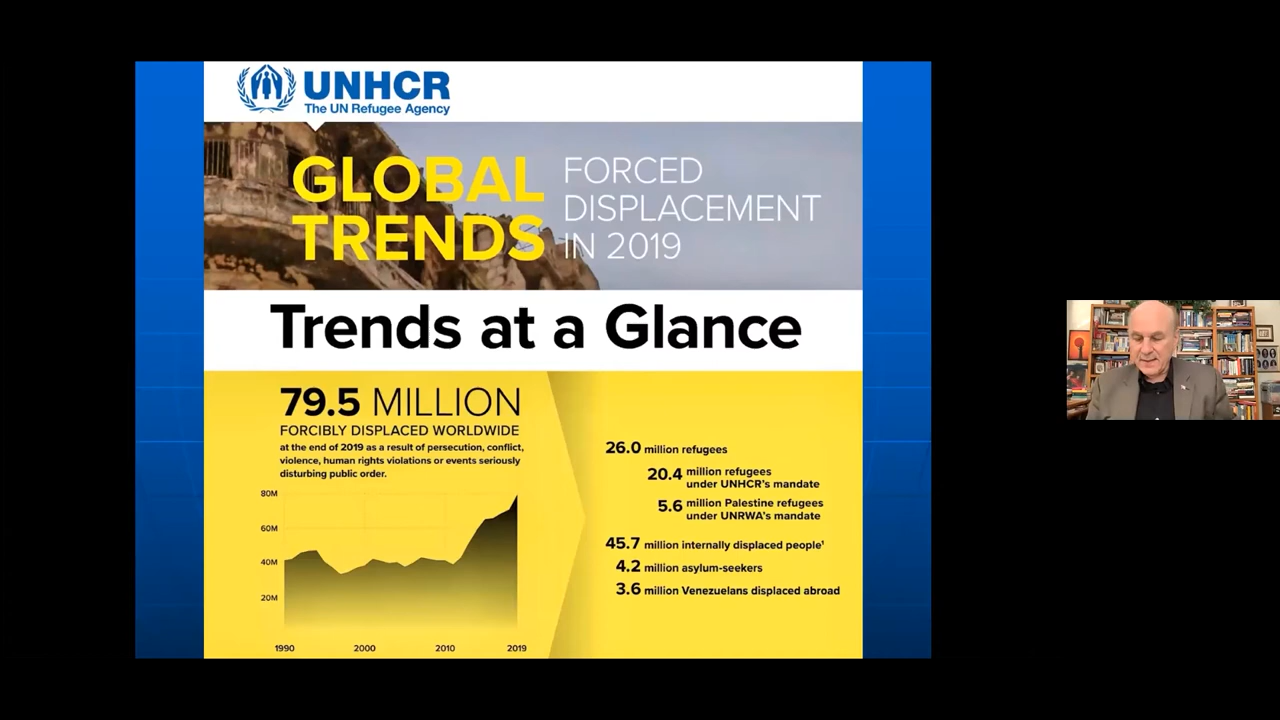 UNHCR
The UN Refugee Agency
GLOBAL
TRENDS
FORCED
DISPLACEMENT
IN 2019
Trends at a Glance
79.5 MILLION
FORCIBLY DISPLACED WORLDWIDE
at the end of 2019 as a result of persecution, conflict,
violence, human rights violations or events seriously
disturbing public order.
80M
60M
40M
20M
1990
2000
2010
2019
26.0 million refugees
20.4 million refugees
under UNHCR's mandate
5.6 million Palestine refugees
under UNRWA's mandate
45.7 million internally displaced people¹
4.2 million asylum-seekers
3.6 million Venezuelans displaced abroad